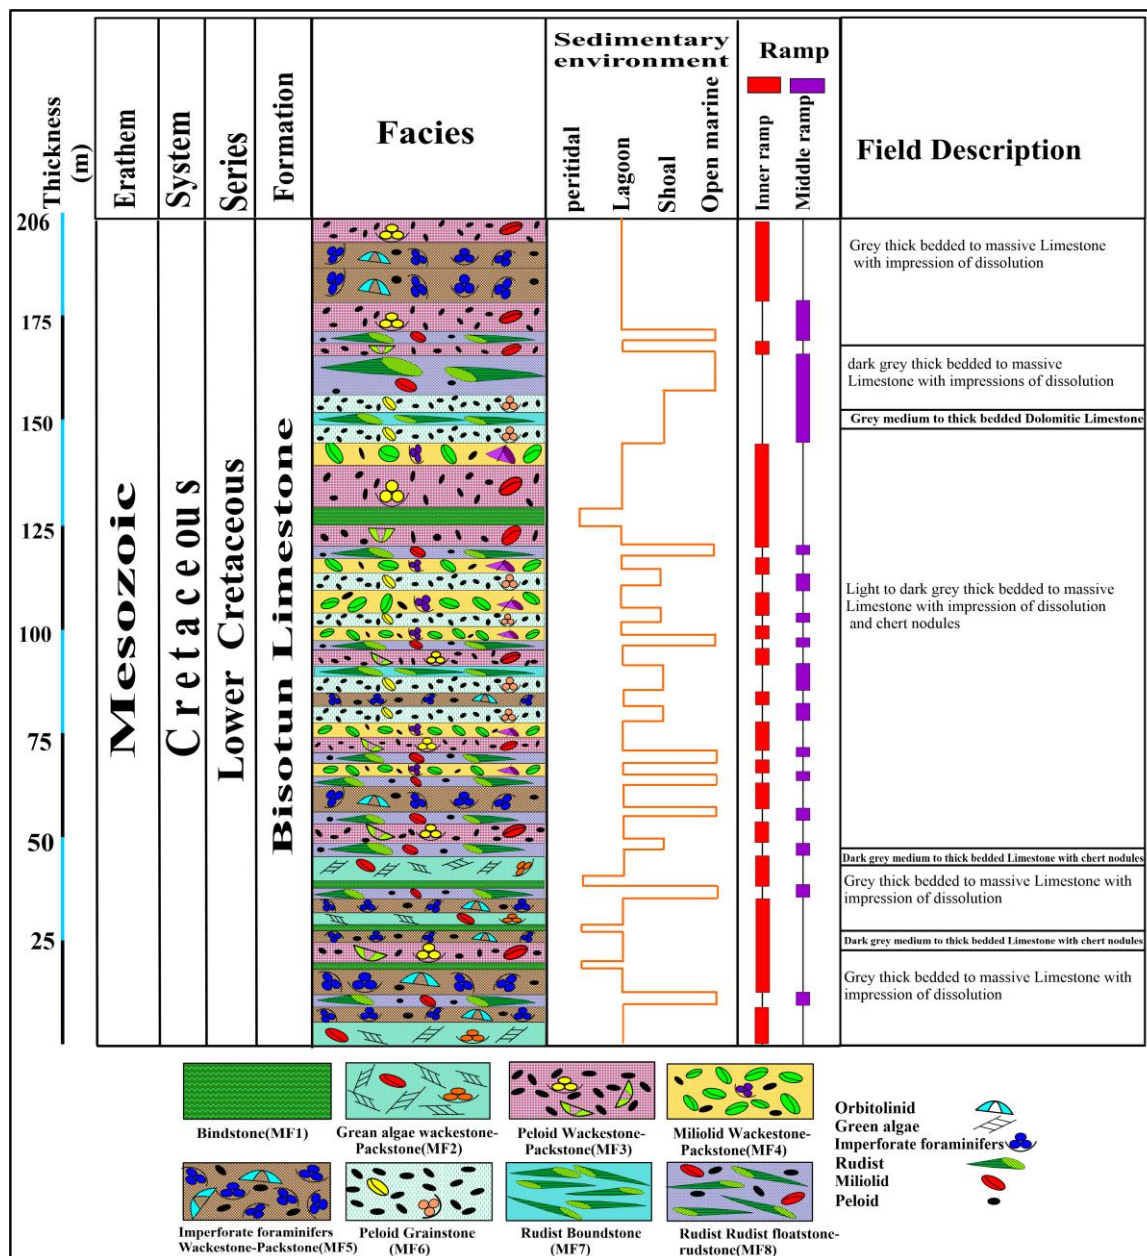 Thickness
(m)
Erathem
System
Series
Formation
Facies
Sedimentary
environment
peritidal
Lagoon
Shoal
Open marine
Ramp
Inner ramp
Middle ramp
Field Description
206
175
150
125
100
75
50
25
Mesozoic
Cretaceous
Lower Cretaceous
Bisotun Limestone
Grey thick bedded to massive Limestone
with impression of dissolution
dark grey thick bedded to massive
Limestone with impressions of dissolution
Grey medium to thick bedded Dolomitic Limestone
Light to dark grey thick bedded to massive
Limestone with impression of dissolution
and chert nodules
Dark grey medium to thick bedded Limestone with chert nodules
Grey thick bedded to massive Limestone with
impression of dissolution
Dark grey medium to thick bedded Limestone with chert nodules
Grey thick bedded to massive Limestone with
impression of dissolution
Bindstone(MF1)
Grean algae wackestone-
Packstone(MF2)
Peloid Wackestone-
Packstone(MF3)
Miliolid Wackestone-
Packstone(MF4)
Imperforate foraminifers
Wackestone-Packstone(MF5)
Peloid Grainstone
(MF6)
Rudist Boundstone
(MF7)
Rudist Rudist floatstone-
rudstone(MF8)
Orbitolinid
Green algae
Imperforate foraminifers
Rudist
Miliolid
Peloid